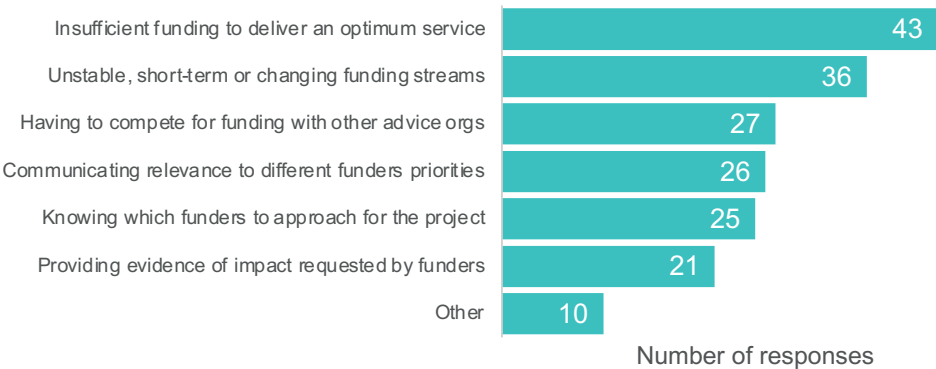 Insufficient funding to deliver an optimum service 43
Unstable, short-term or changing funding streams 36
Having to compete for funding with other advice orgs 27
Communicating relevance to different funders priorities 26
Knowing which funders to approach for the project 25
Providing evidence of impact requested by funders 21
Other 10
Number of responses